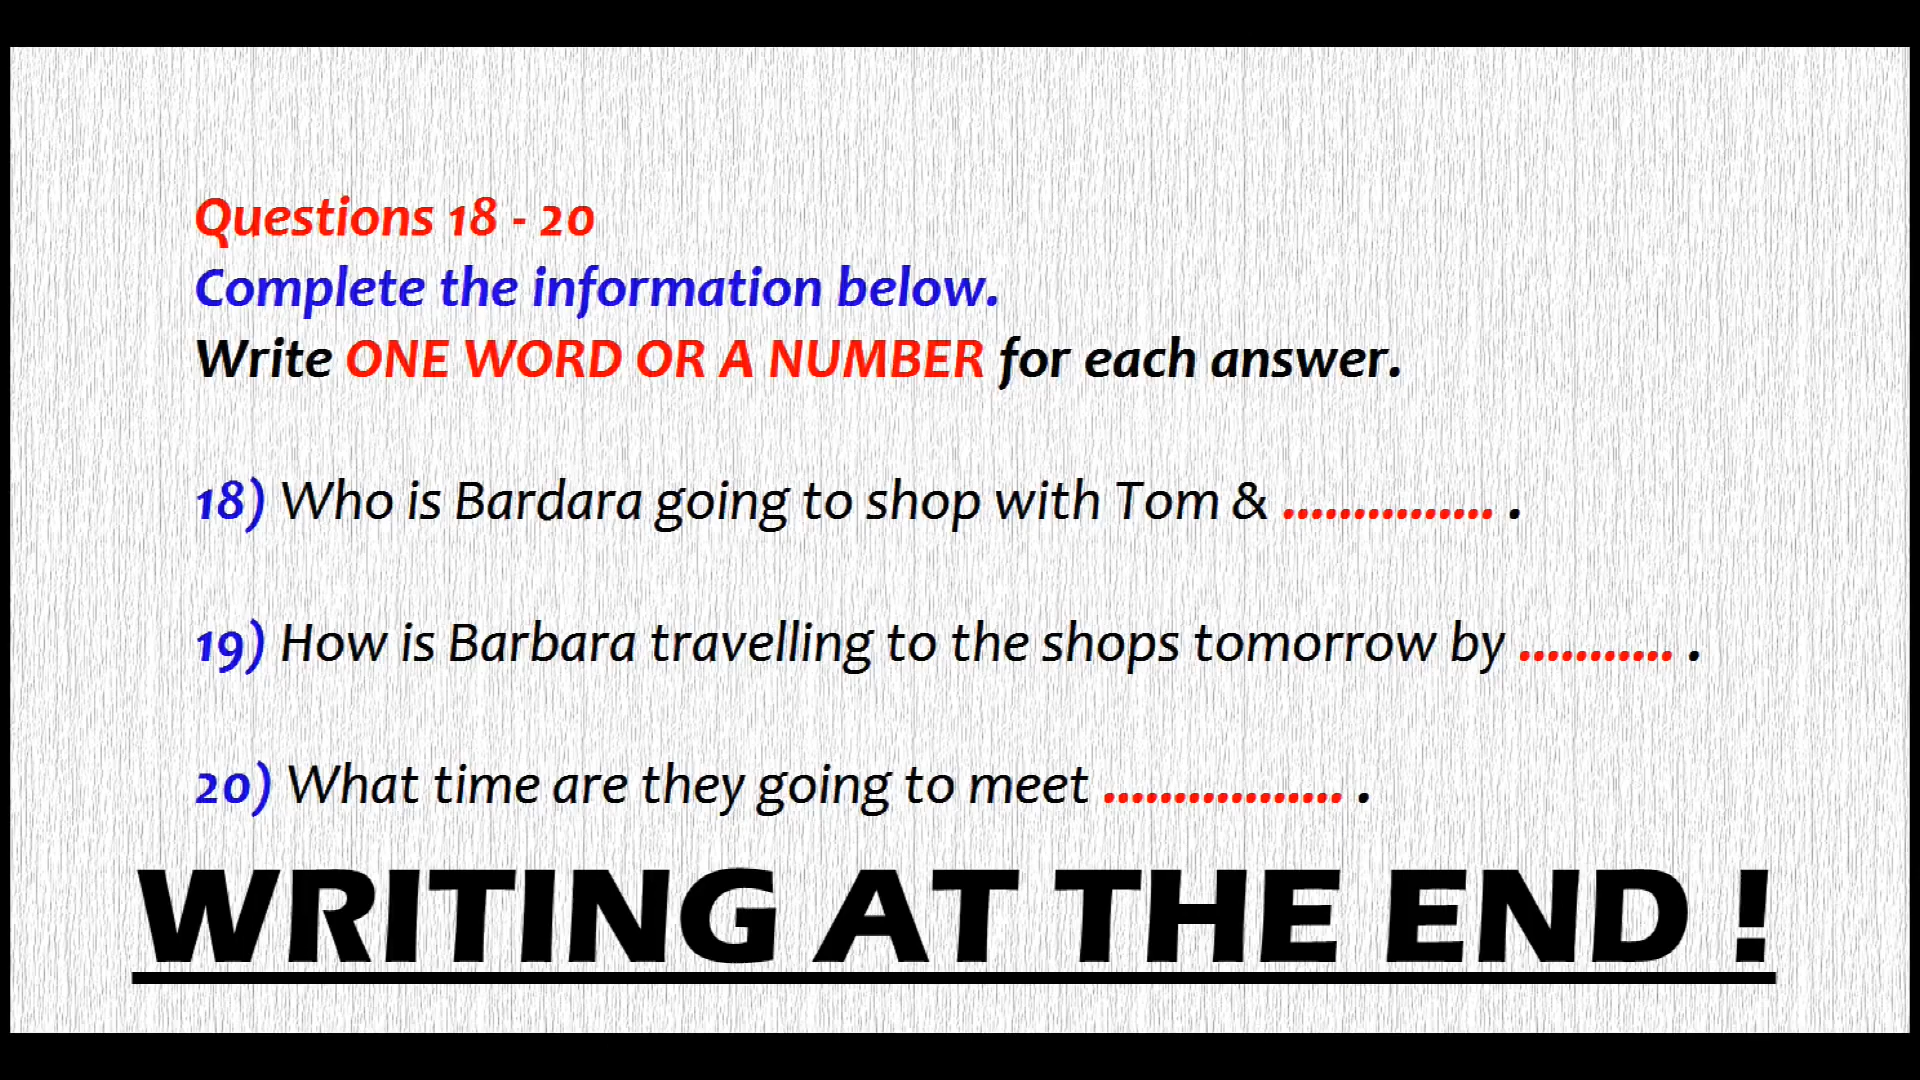 Questions 18 - 20
Complete the information below.
Write ONE WORD OR A NUMBER for each answer.
18) Who is Bardara going to shop with Tom & ............... .
19) How is Barbara travelling to the shops tomorrow by ........... .
20) What time are they going to meet ................. .
WRITING AT THE END !